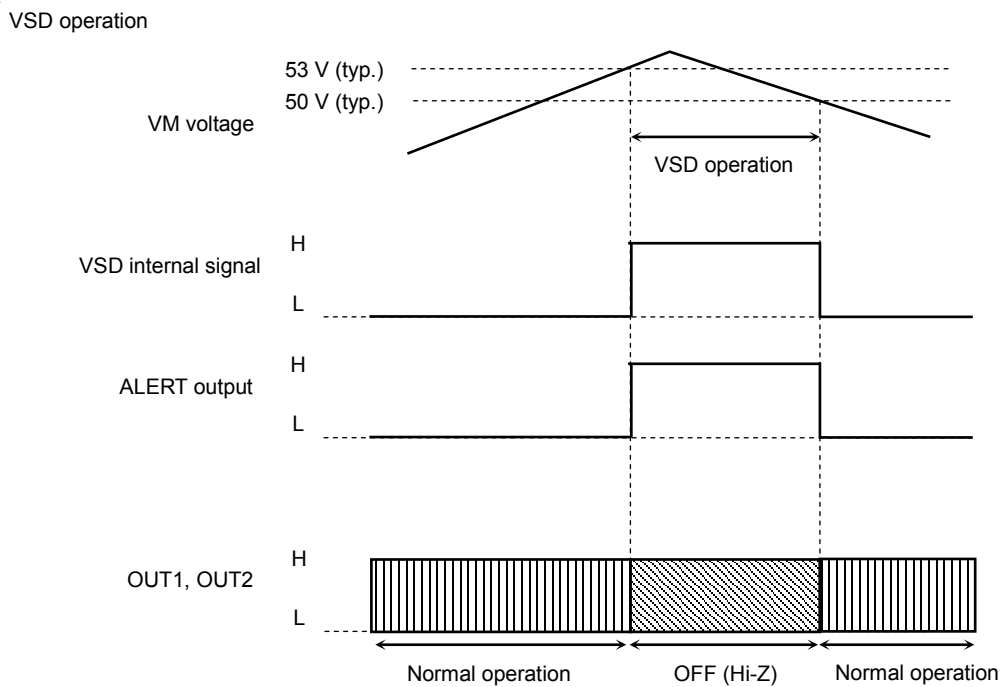 VSD operation
53 V (typ.)
50 V (typ.)
VM voltage
VSD operation
H
VSD internal signal
L
H
ALERT output
L
H
OUT1, OUT2
L
Normal operation
OFF (Hi-Z)
Normal operation